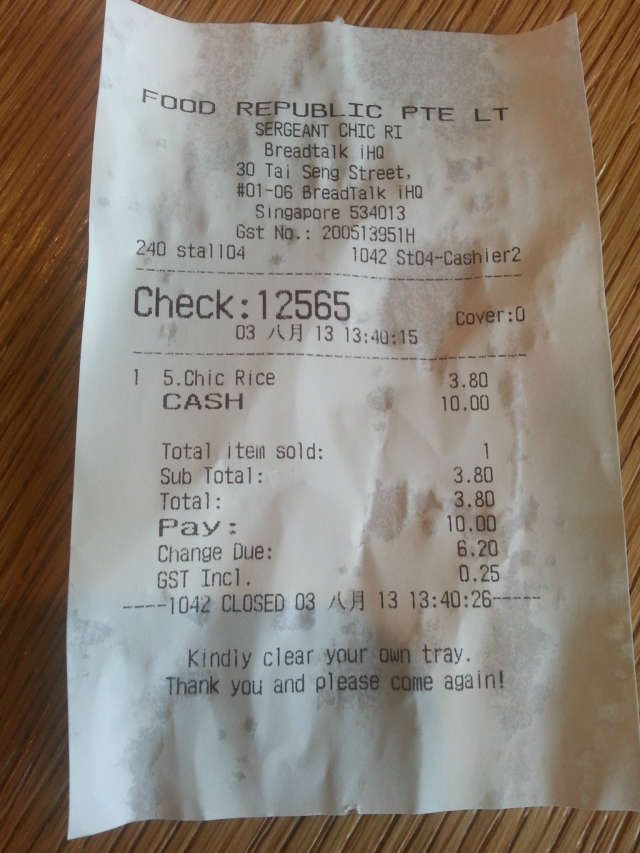 FOOD REPUBLIC PTE LT
SERGEANT CHIC RI
Breadtalk iHQ
30 Tai Seng Street,
#01-06 BreadTalk iHQ
Singapore 534013
Gst No.: 200513951H
240 stall04 1042 St04-Cashier2
Check:12565 Cover:0
03 八月 13 13:40:15
1 5.Chic Rice 3.80
CASH 10.00
Total item sold: 1
Sub Total: 3.80
Total: 3.80
Pay: 10.00
Change Due: 6.20
GST Incl. 0.25
----1042 CLOSED 03 八月 13 13:40:26-----
Kindly clear your own tray.
Thank you and please come again!